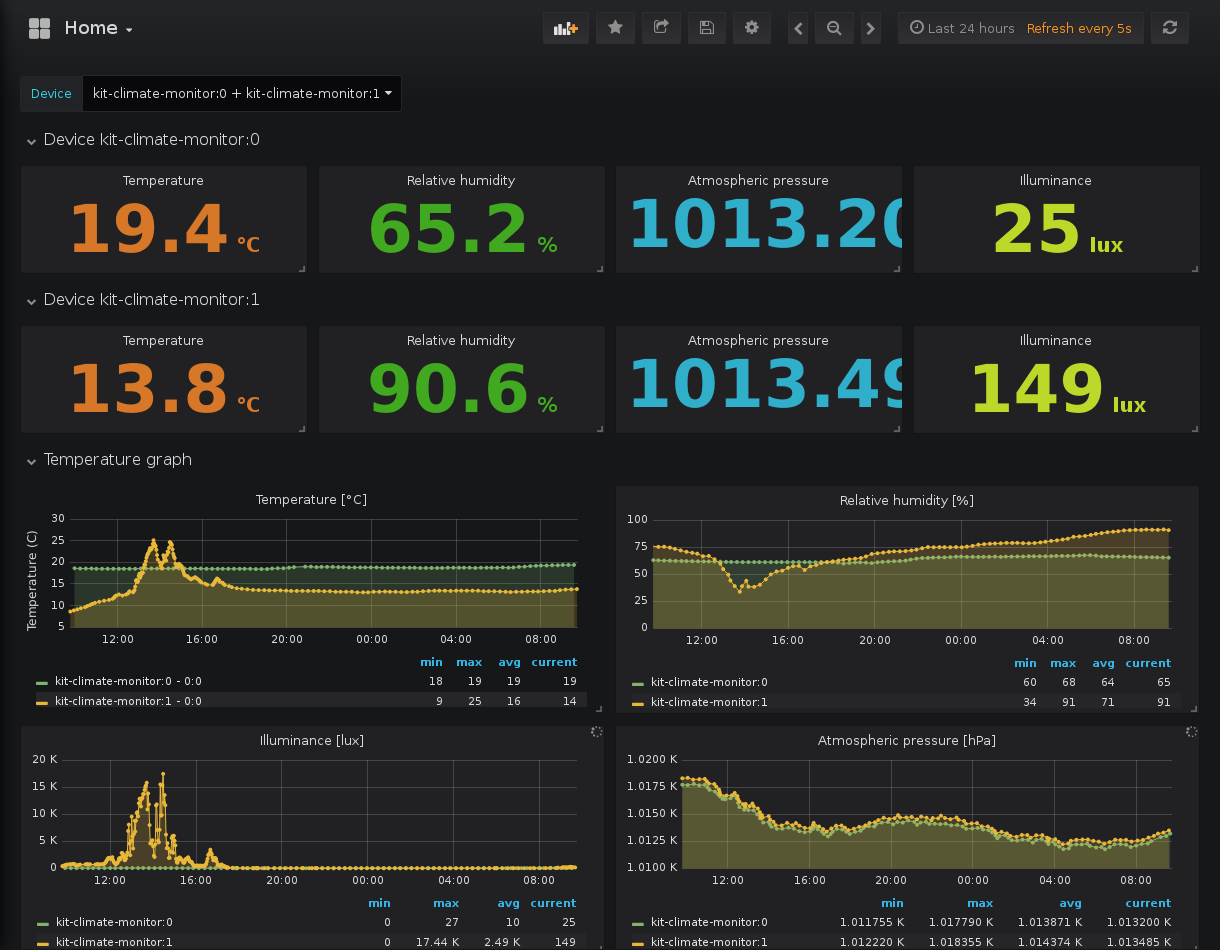 Home
Last 24 hours Refresh every 5s
Device kit-climate-monitor:0 + kit-climate-monitor:1
Device kit-climate-monitor:0
Temperature Relative humidity Atmospheric pressure Illuminance
19.4 °C 65.2 % 1013.20 25 lux
Device kit-climate-monitor:1
Temperature Relative humidity Atmospheric pressure Illuminance
13.8 °C 90.6 % 1013.49 149 lux
Temperature graph
Temperature [°C]
Temperature (C)
30
25
20
15
10
5
12:00 16:00 20:00 00:00 04:00 08:00
min max avg current
kit-climate-monitor:0 - 0:0 18 19 19 19
kit-climate-monitor:1 - 0:0 9 25 16 14
Relative humidity [%]
100
75
50
25
0
12:00 16:00 20:00 00:00 04:00 08:00
min max avg current
kit-climate-monitor:0 60 68 64 65
kit-climate-monitor:1 34 91 71 91
Illuminance [lux]
20 K
15 K
10 K
5 K
0
12:00 16:00 20:00 00:00 04:00 08:00
min max avg current
kit-climate-monitor:0 0 27 10 25
kit-climate-monitor:1 0 17.44 K 2.49 K 149
Atmospheric pressure [hPa]
1.0200 K
1.0175 K
1.0150 K
1.0125 K
1.0100 K
12:00 16:00 20:00 00:00 04:00 08:00
min max avg current
kit-climate-monitor:0 1.011755 K 1.017790 K 1.013871 K 1.013200 K
kit-climate-monitor:1 1.012220 K 1.018355 K 1.014374 K 1.013485 K